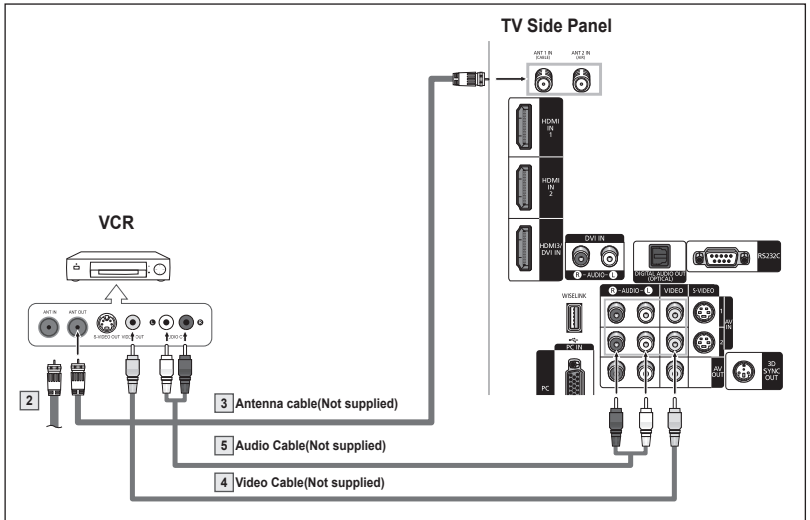 TV Side Panel
ANT 1 IN
(CABLE)
ANT 2 IN
(AIR)
HDMI
IN
1
HDMI
IN
2
HDMI3/
DVI IN
DVI IN
R-AUDIO-L
DIGITAL AUDIO OUT
(OPTICAL)
RS232C
WISELINK
R-AUDIO-L
VIDEO
S-VIDEO
1
AV
IN
2
AV
OUT
3D
SYNC
OUT
PC IN
PC
VCR
ANT IN
ANT OUT
S-VIDEO OUT
VIDEO OUT
L
R
2
3 Antenna cable(Not supplied)
5 Audio Cable(Not supplied)
4 Video Cable(Not supplied)